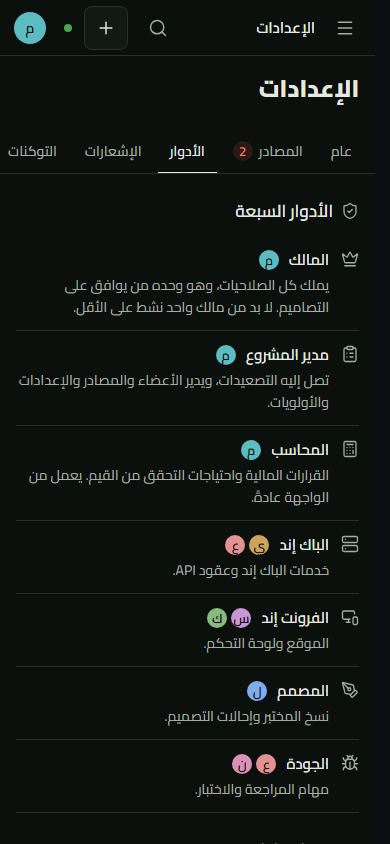 الإعدادات
م
الإعدادات
عام
المصادر 2
الأدوار
الإشعارات
التوكنات
الأدوار السبعة
المالك م
يملك كل الصلاحيات، وهو وحده من يوافق على
التصاميم. لا بد من مالك واحد نشط على الأقل.
مدير المشروع م
تصل إليه التصعيدات، ويدير الأعضاء والمصادر والإعدادات
والأولويات.
المحاسب م
القرارات المالية واحتياجات التحقق من القيم. يعمل من
الواجهة عادةً.
الباك إند ي ع
خدمات الباك إند وعقود API.
الفرونت إند س ك
الموقع ولوحة التحكم.
المصمم ل
نسخ المختبر وإحالات التصميم.
الجودة ع ن
مهام المراجعة والاختبار.